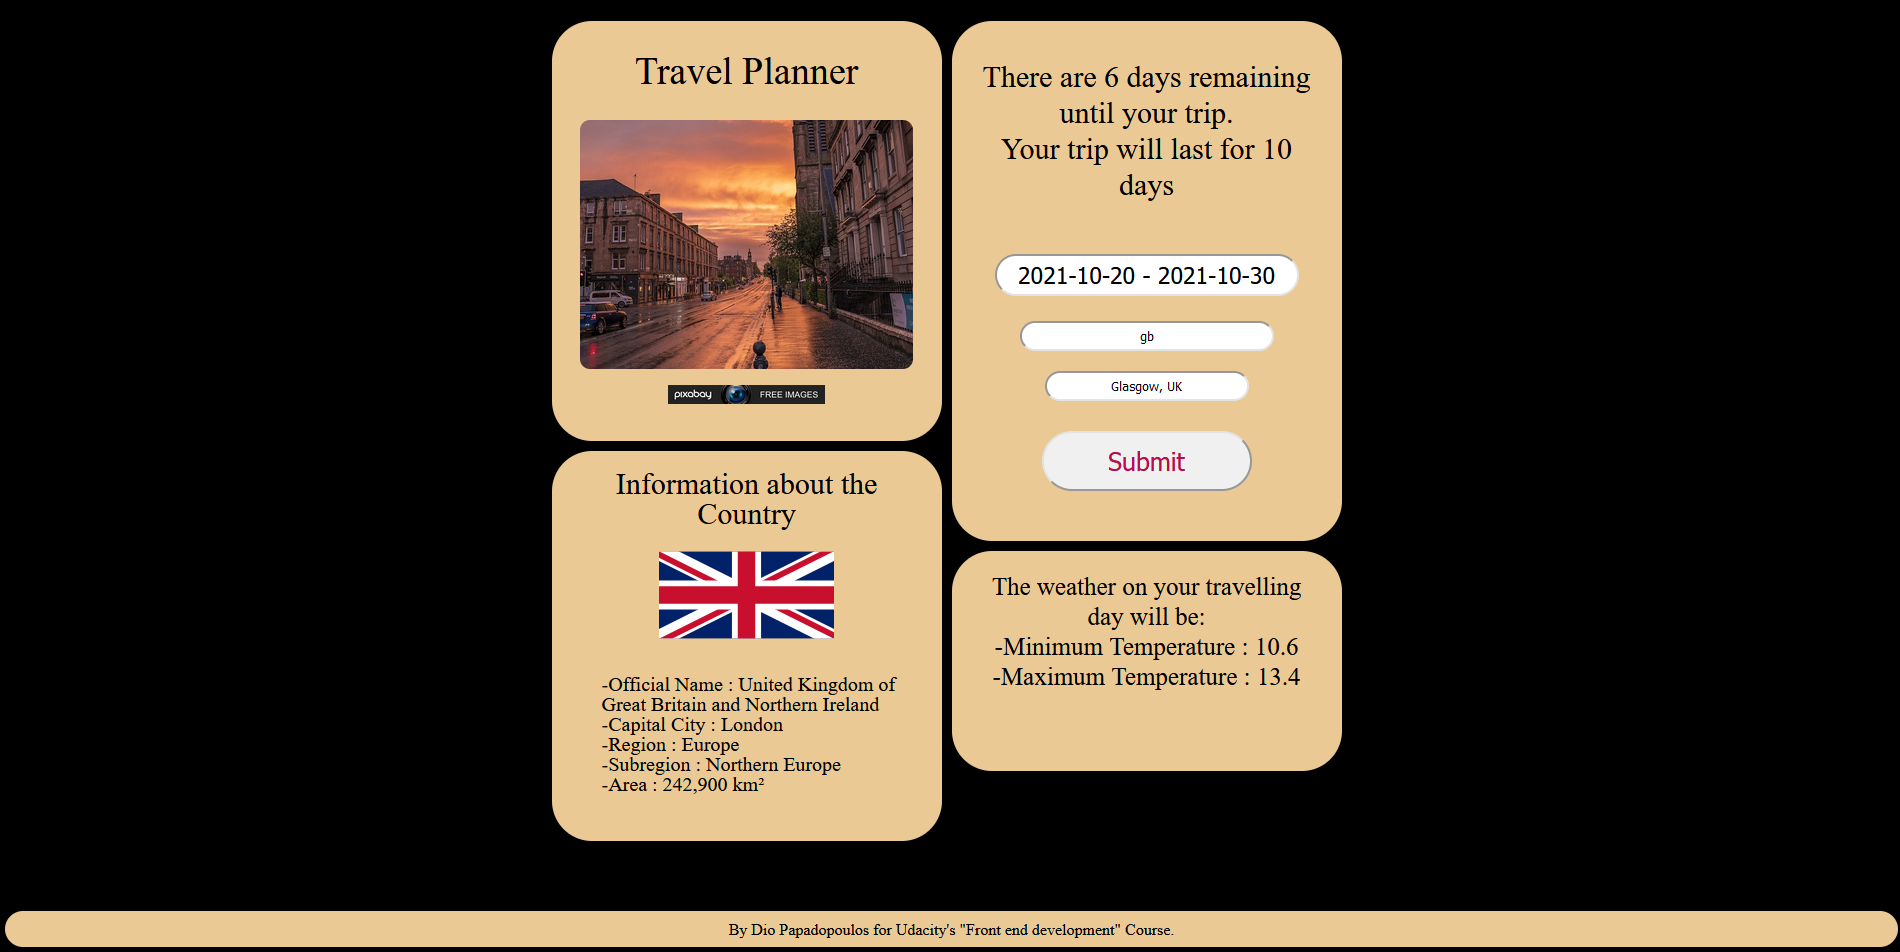 Travel Planner
pixabay
FREE IMAGES
Information about the
Country
-Official Name : United Kingdom of
Great Britain and Northern Ireland
-Capital City : London
-Region : Europe
-Subregion : Northern Europe
-Area : 242,900 km²
There are 6 days remaining
until your trip.
Your trip will last for 10
days
2021-10-20 - 2021-10-30
gb
Glasgow, UK
Submit
The weather on your travelling
day will be:
-Minimum Temperature : 10.6
-Maximum Temperature : 13.4
By Dio Papadopoulos for Udacity's "Front end development" Course.